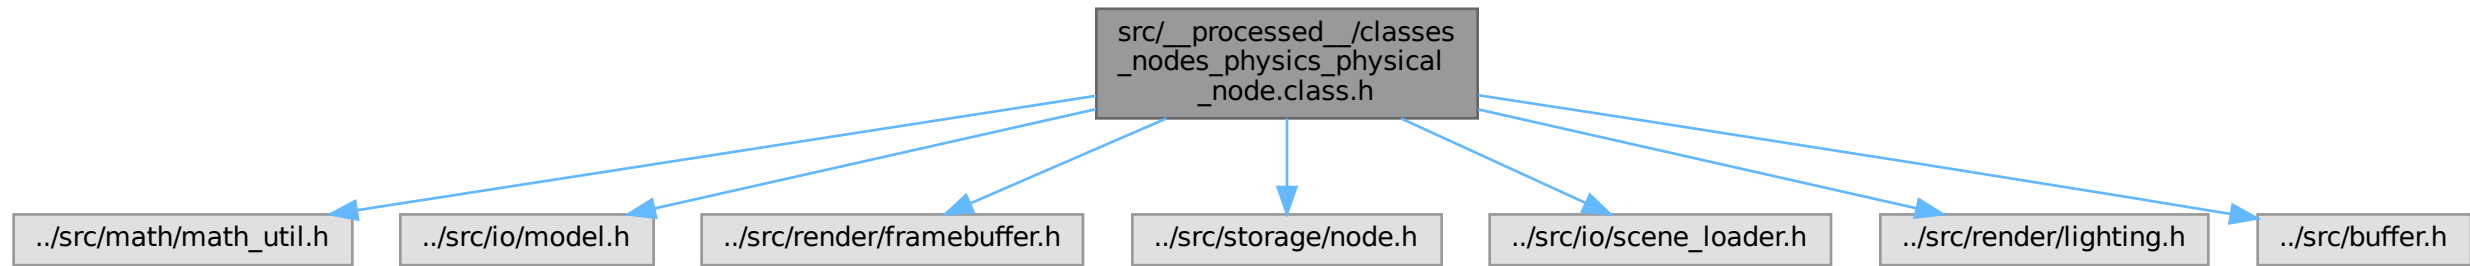 src/__processed__/classes
_nodes_physics_physical
_node.class.h
../src/math/math_util.h
../src/io/model.h
../src/render/framebuffer.h
../src/storage/node.h
../src/io/scene_loader.h
../src/render/lighting.h
../src/buffer.h